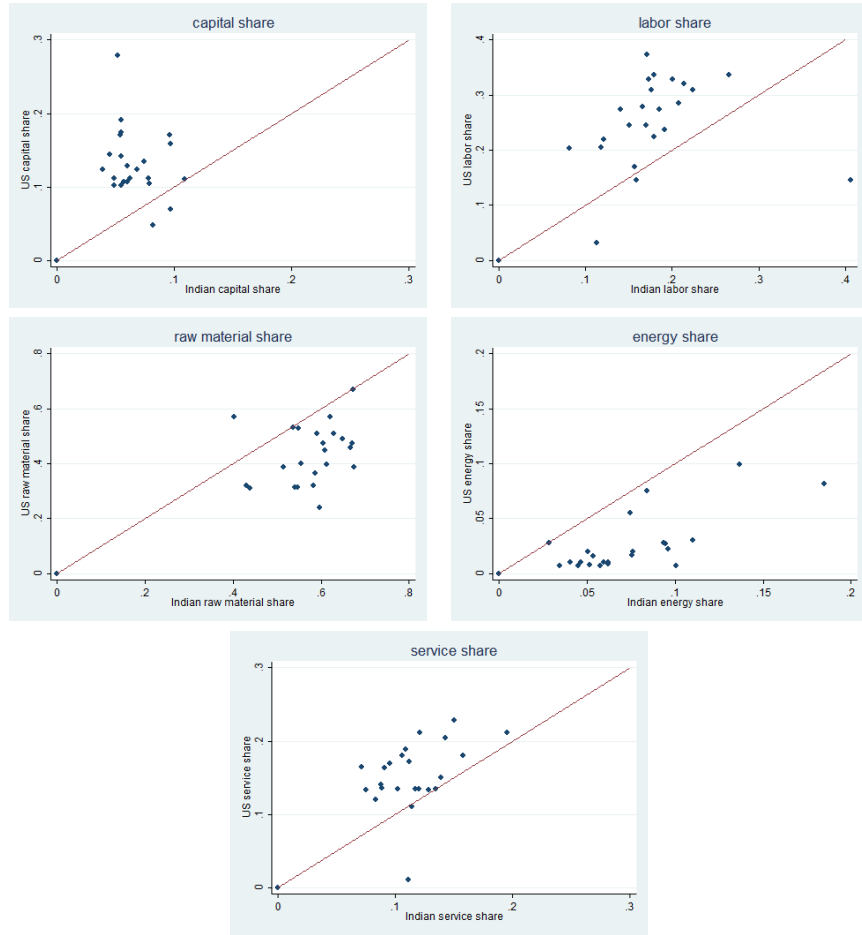 capital share
US capital share
.3
.2
.1
0
0 .1 .2 .3
Indian capital share
labor share
US labor share
.4
.3
.2
.1
0
0 .1 .2 .3 .4
Indian labor share
raw material share
US raw material share
.8
.6
.4
.2
0
0 .2 .4 .6 .8
Indian raw material share
energy share
US energy share
.2
.15
.1
.05
0
0 .05 .1 .15 .2
Indian energy share
service share
US service share
.3
.2
.1
0
0 .1 .2 .3
Indian service share